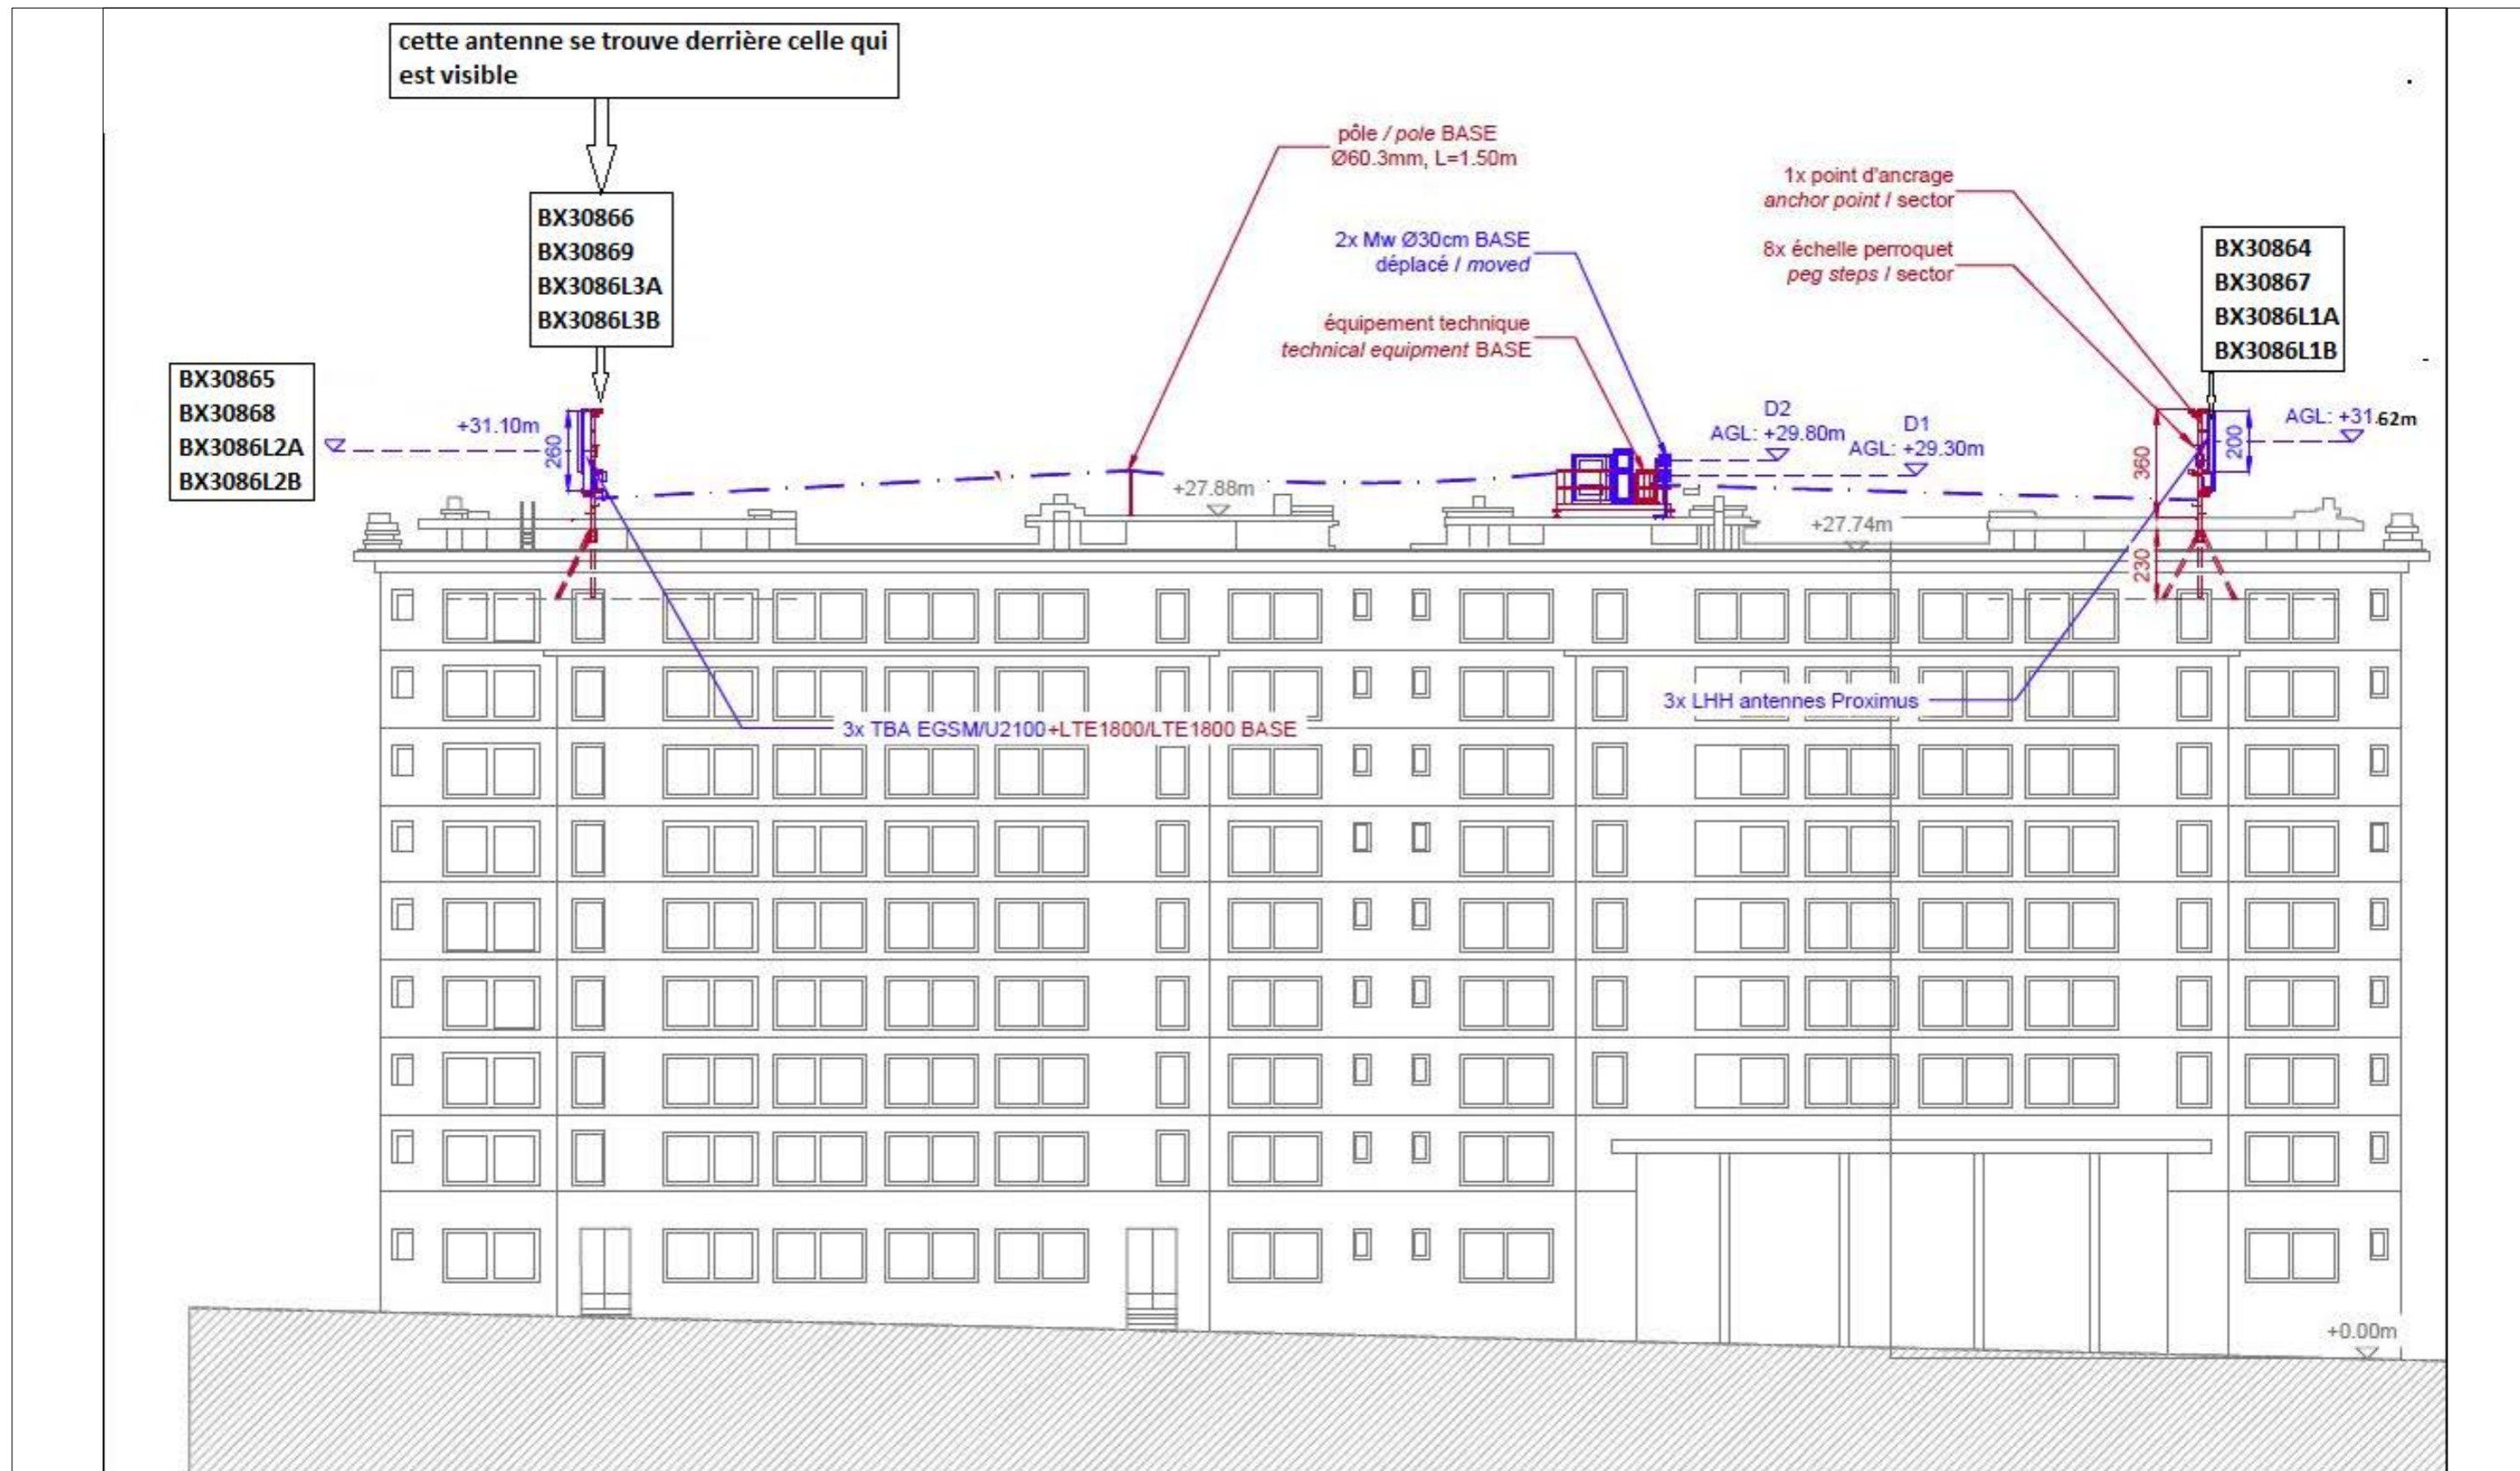 cette antenne se trouve derrière celle qui
est visible
BX30866
BX30869
BX3086L3A
BX3086L3B
BX30865
BX30868
BX3086L2A
BX3086L2B
+31.10m
260
pôle / pole BASE
Ø60.3mm, L=1.50m
2x Mw Ø30cm BASE
déplacé / moved
équipement technique
technical equipment BASE
1x point d'ancrage
anchor point / sector
8x échelle perroquet
peg steps / sector
BX30864
BX30867
BX3086L1A
BX3086L1B
D2
AGL: +29.80m
D1
AGL: +29.30m
AGL: +31.62m
360
200
230
+27.88m
+27.74m
3x LHH antennes Proximus
3x TBA EGSM/U2100+LTE1800/LTE1800 BASE
+0.00m